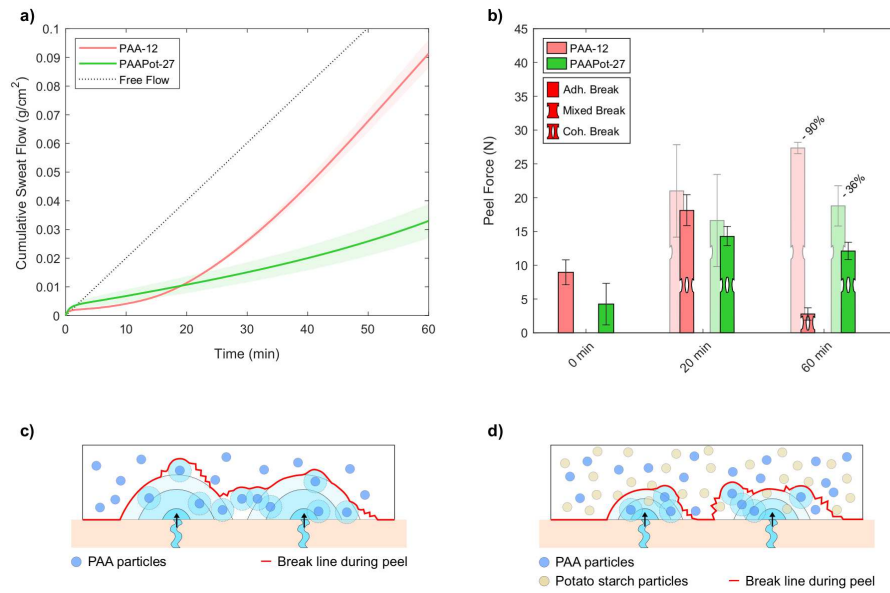 a)
0.1
0.09
0.08
0.07
0.06
0.05
0.04
0.03
0.02
0.01
0
Cumulative Sweat Flow (g/cm²)
PAA-12
PAAPot-27
Free Flow
0 10 20 30 40 50 60
Time (min)
b)
45
40
35
30
25
20
15
10
5
0
Peel Force (N)
PAA-12
PAAPot-27
Adh. Break
Mixed Break
Coh. Break
- 90%
- 36%
0 min
20 min
60 min
c)
PAA particles
Break line during peel
d)
PAA particles
Potato starch particles
Break line during peel